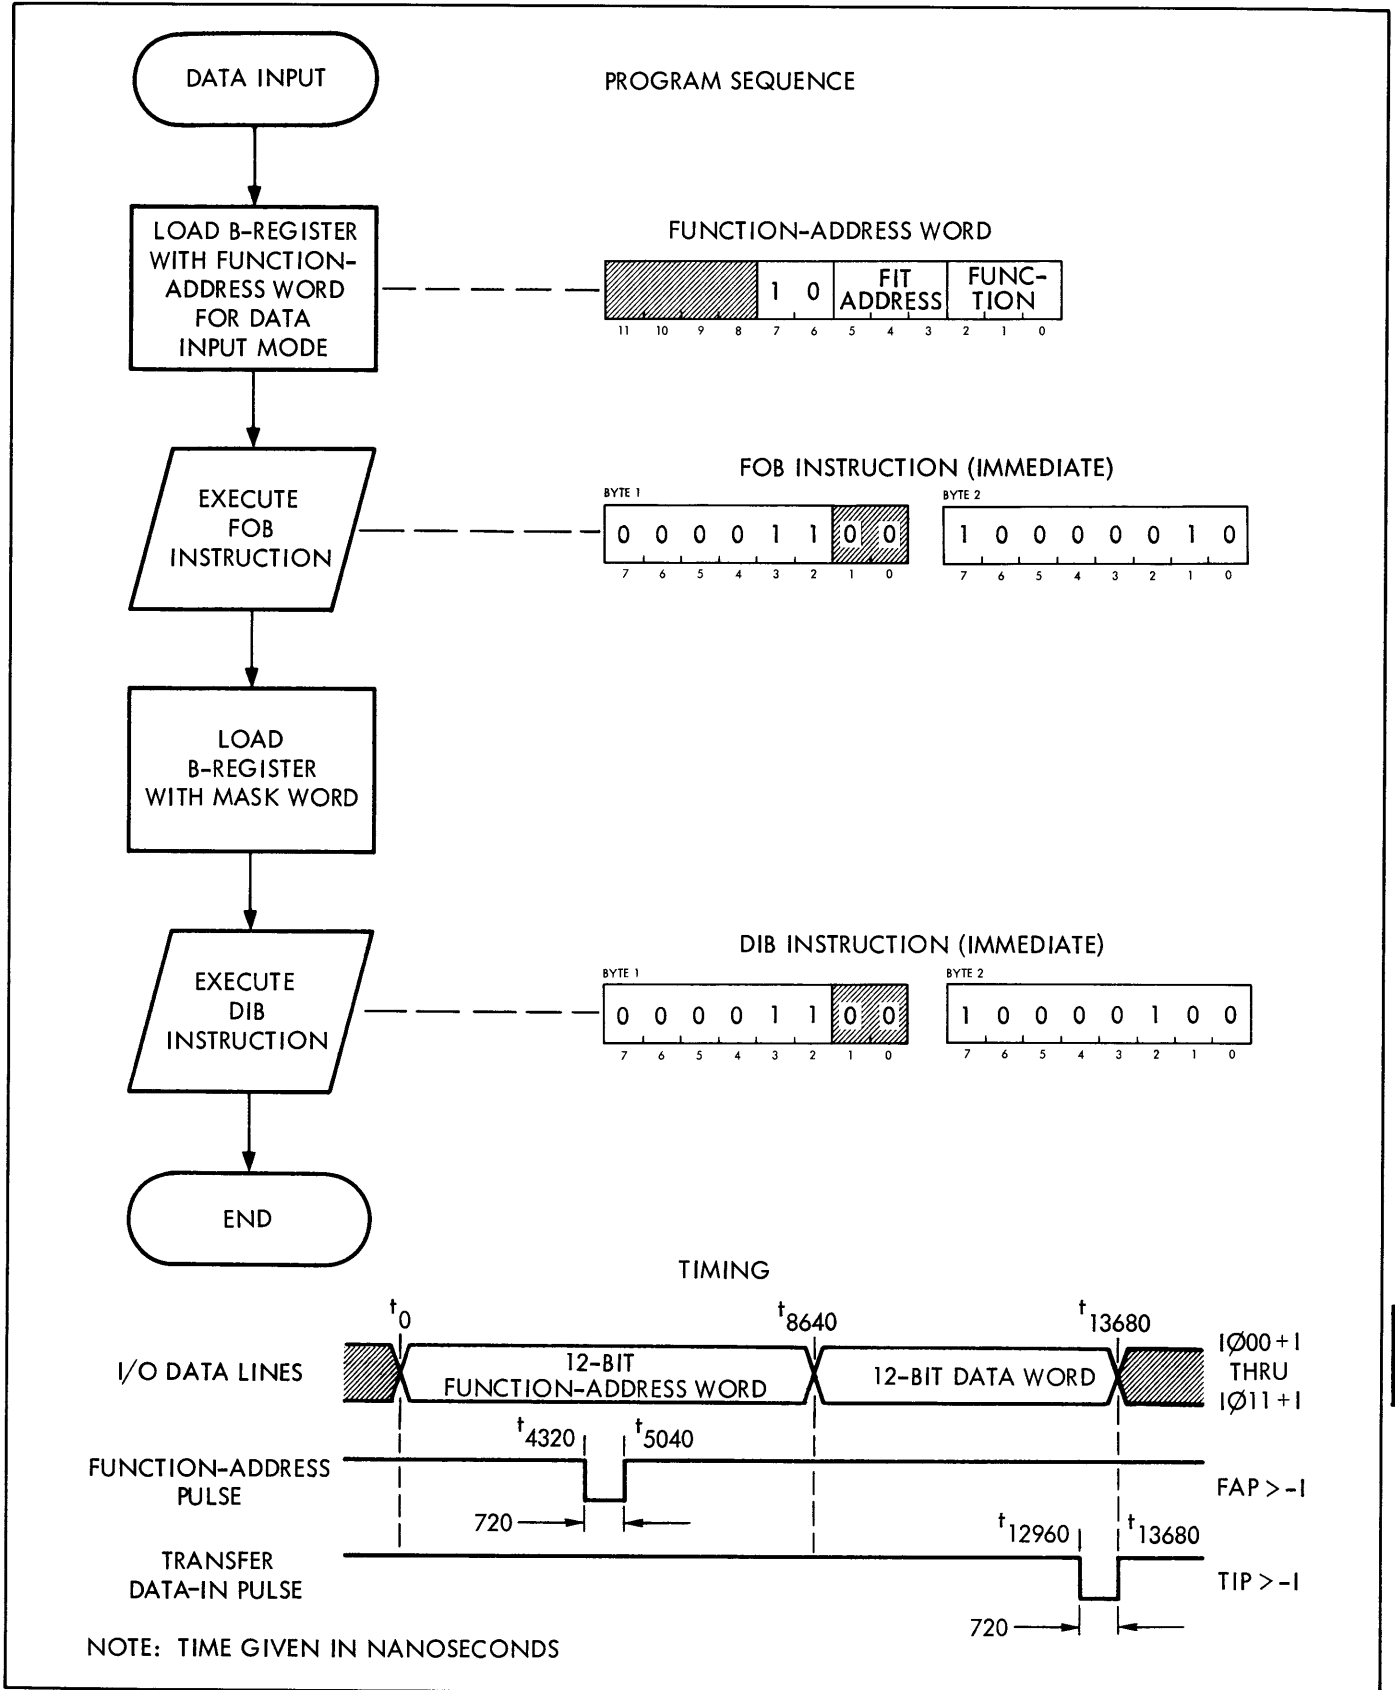 DATA INPUT
PROGRAM SEQUENCE
LOAD B-REGISTER
WITH FUNCTION-
ADDRESS WORD
FOR DATA
INPUT MODE
FUNCTION-ADDRESS WORD
1 0 FIT ADDRESS FUNC-TION
11 10 9 8 7 6 5 4 3 2 1 0
EXECUTE
FOB
INSTRUCTION
FOB INSTRUCTION (IMMEDIATE)
BYTE 1 BYTE 2
0 0 0 0 1 1 0 0 1 0 0 0 0 0 1 0
7 6 5 4 3 2 1 0 7 6 5 4 3 2 1 0
LOAD
B-REGISTER
WITH MASK WORD
EXECUTE
DIB
INSTRUCTION
DIB INSTRUCTION (IMMEDIATE)
BYTE 1 BYTE 2
0 0 0 0 1 1 0 0 1 0 0 0 0 1 0 0
7 6 5 4 3 2 1 0 7 6 5 4 3 2 1 0
END
TIMING
t0 t8640 t13680
I/O DATA LINES
12-BIT
FUNCTION-ADDRESS WORD
12-BIT DATA WORD
IØ00+I
THRU
IØ11+I
t4320 t5040
FUNCTION-ADDRESS
PULSE
FAP>-I
720
t12960 t13680
TRANSFER
DATA-IN PULSE
TIP>-I
720
NOTE: TIME GIVEN IN NANOSECONDS